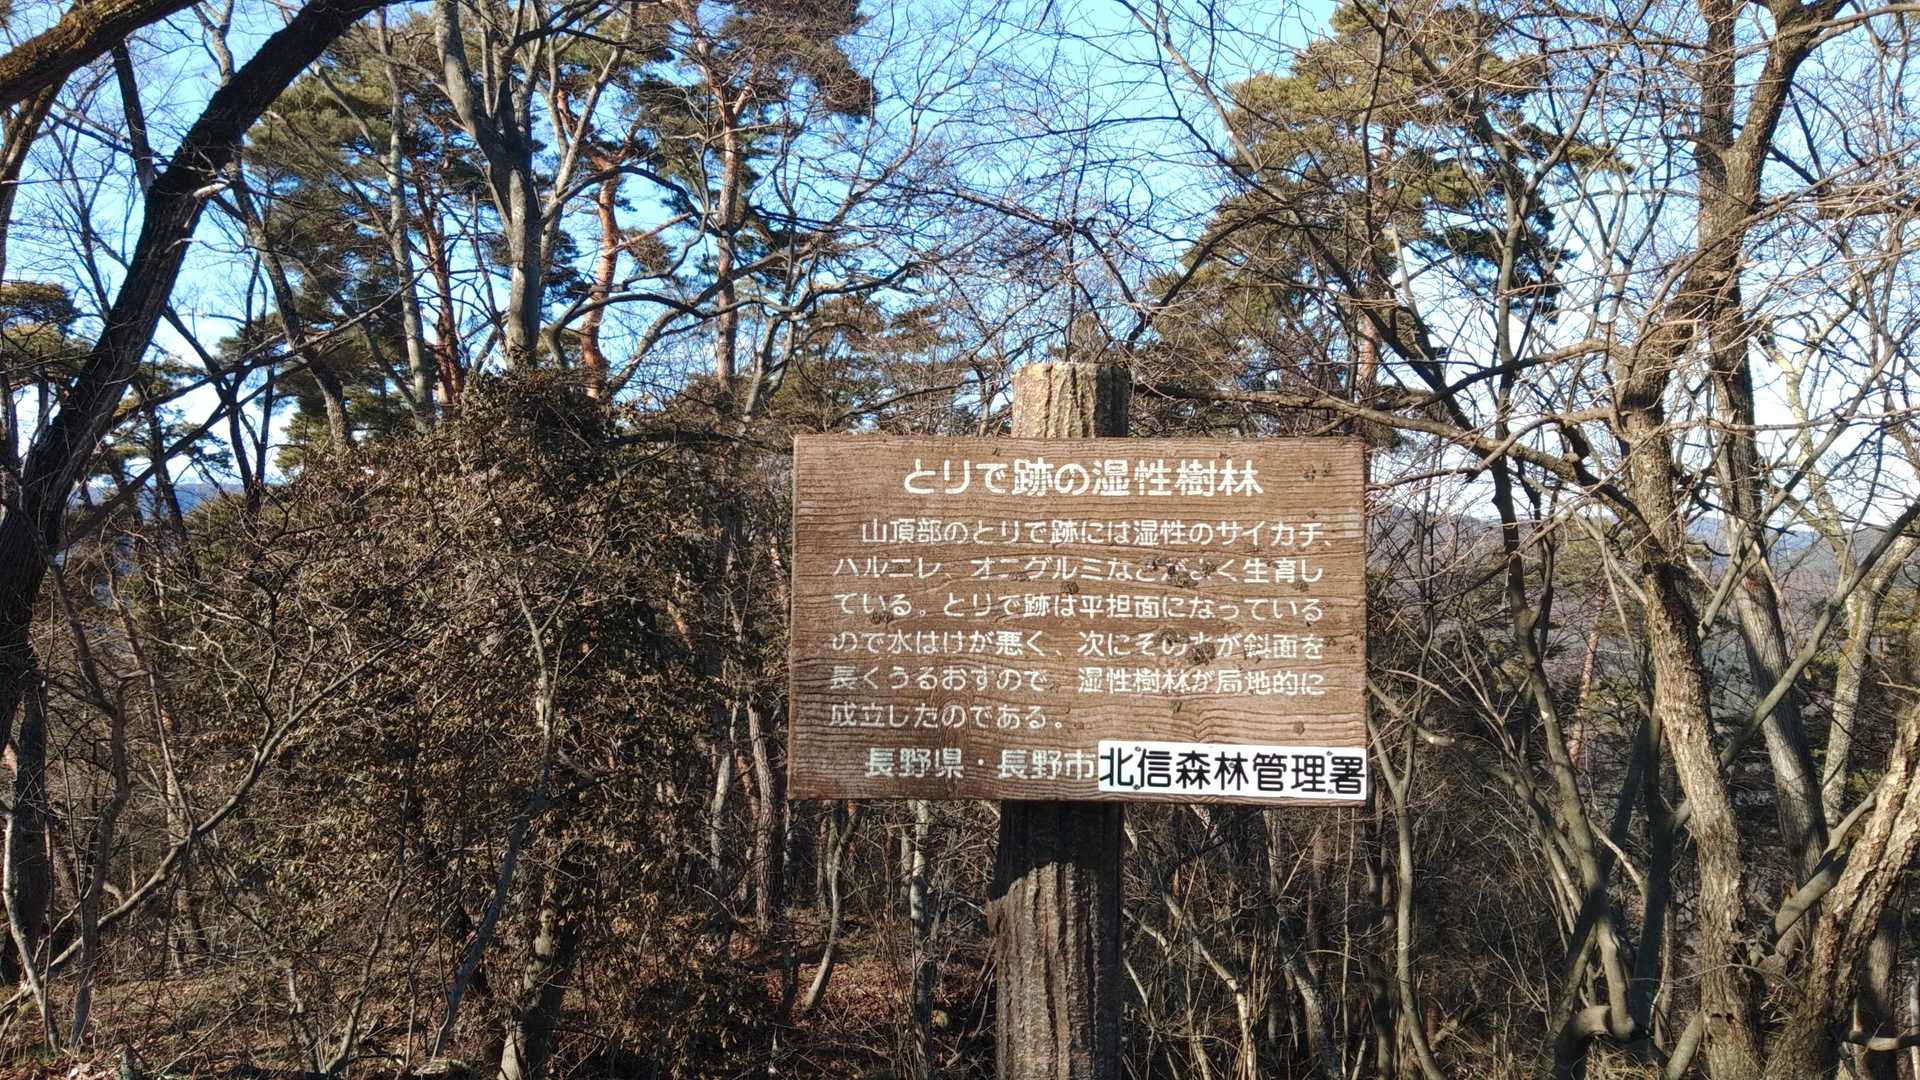 とりで跡の湿性樹林
山頂部のとりで跡には湿性のサイカチ、
ハルニレ、オニグルミなどがよく生育し
ている。とりで跡は平担面になっている
ので水はけが悪く、次にその水が斜面を
長くうるおすので、湿性樹林が局地的に
成立したのである。
長野県・長野市 北信森林管理署